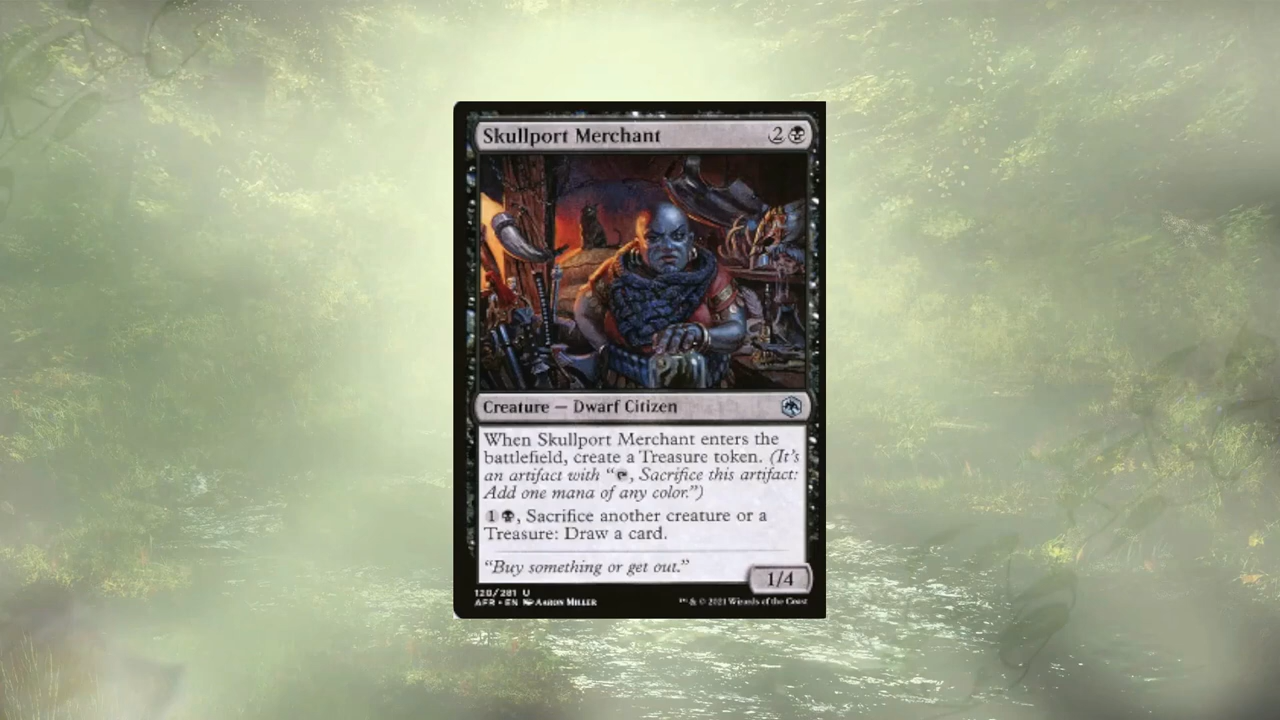 Skullport Merchant 2
Creature — Dwarf Citizen
When Skullport Merchant enters the
battlefield, create a Treasure token. (It's
an artifact with “, Sacrifice this artifact:
Add one mana of any color.”)
1, Sacrifice another creature or a
Treasure: Draw a card.
“Buy something or get out.”
1/4
120/281 U
AFR • EN Aaron Miller
™ & © 2021 Wizards of the Coast